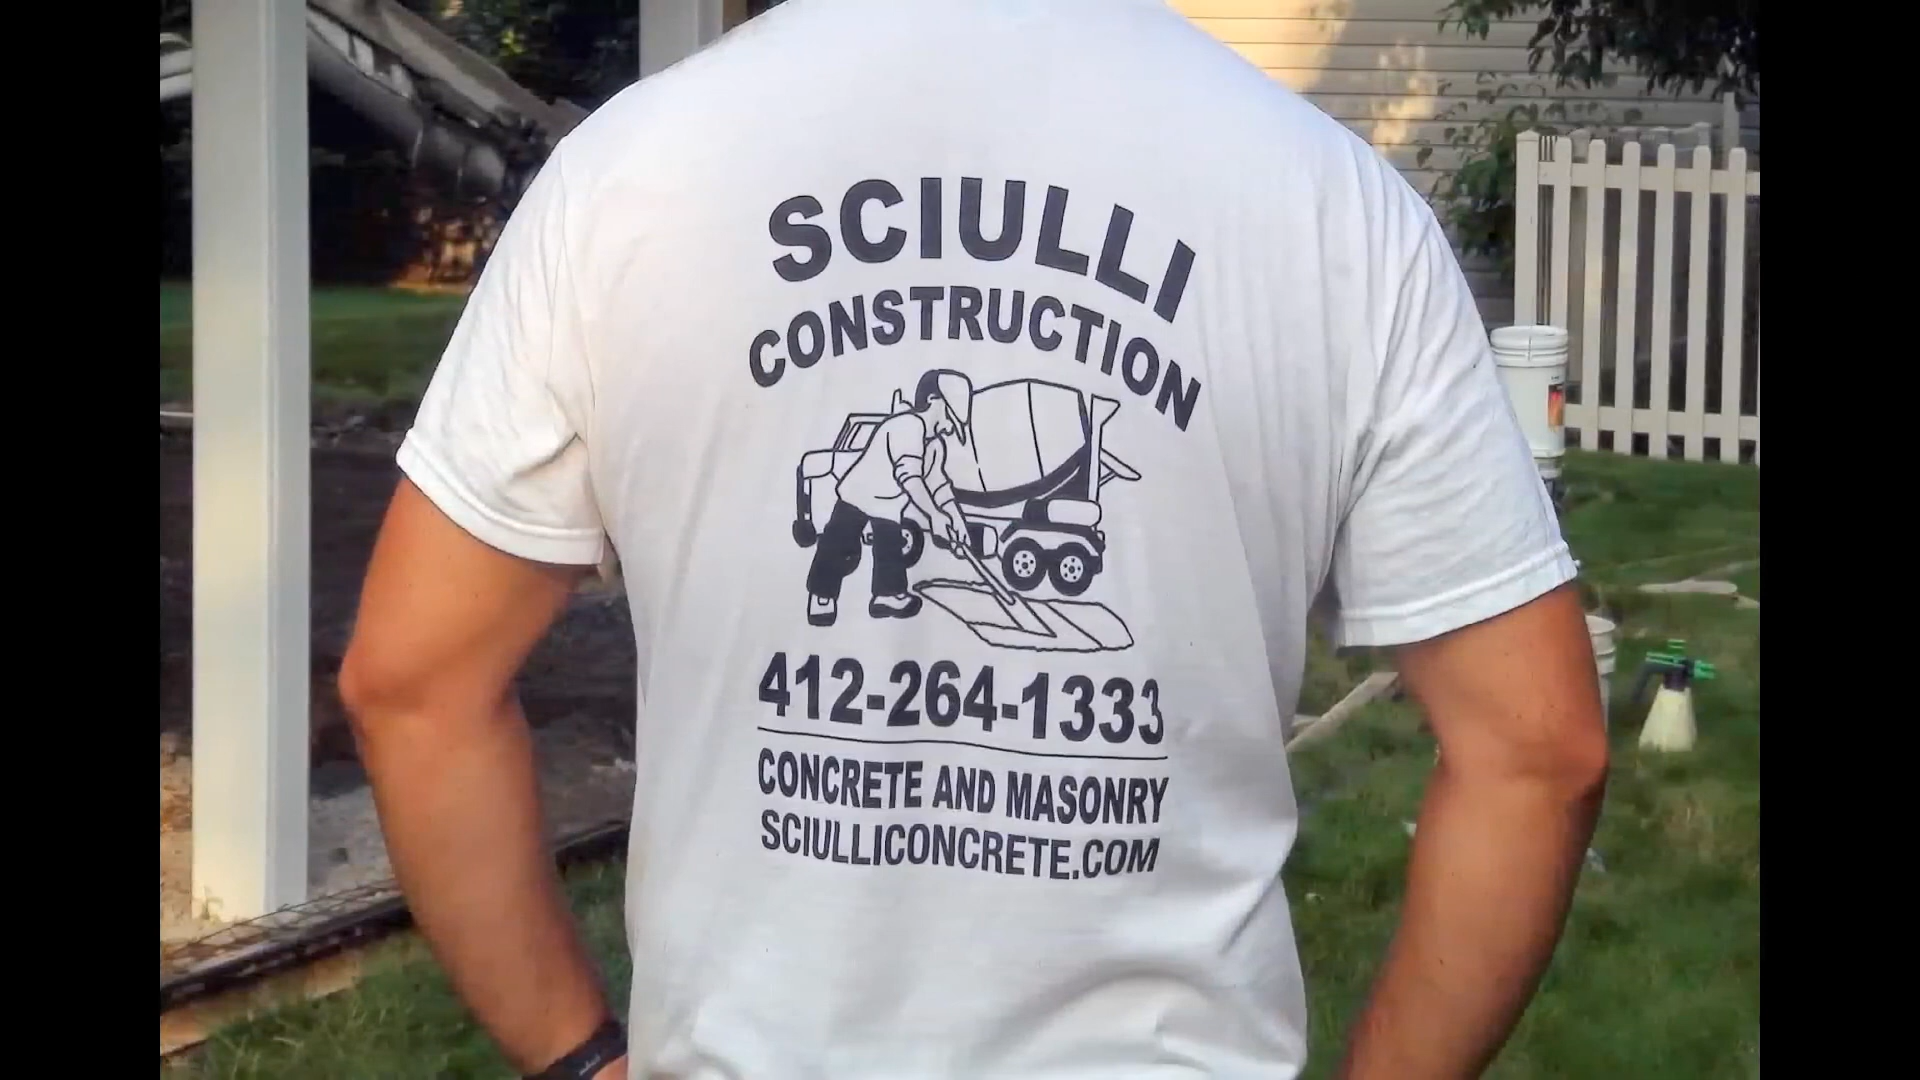 SCIULLI
CONSTRUCTION
412-264-1333
CONCRETE AND MASONRY
SCIULLICONCRETE.COM